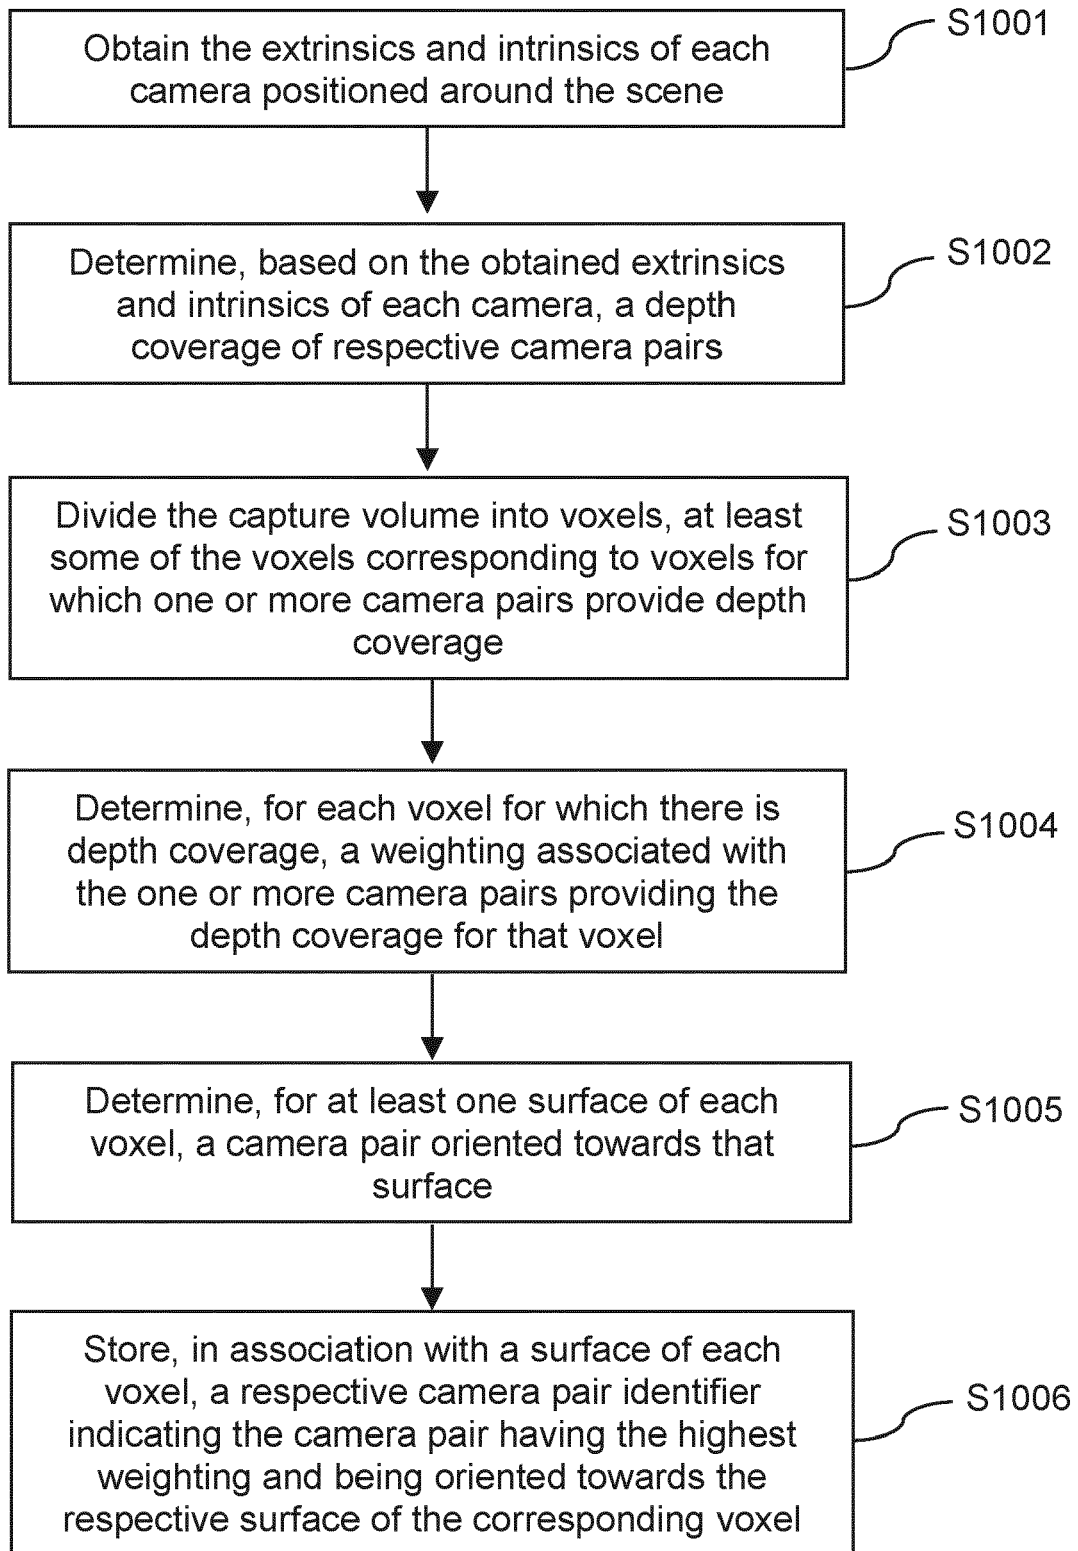 Obtain the extrinsics and intrinsics of each
camera positioned around the scene
S1001
Determine, based on the obtained extrinsics
and intrinsics of each camera, a depth
coverage of respective camera pairs
S1002
Divide the capture volume into voxels, at least
some of the voxels corresponding to voxels for
which one or more camera pairs provide depth
coverage
S1003
Determine, for each voxel for which there is
depth coverage, a weighting associated with
the one or more camera pairs providing the
depth coverage for that voxel
S1004
Determine, for at least one surface of each
voxel, a camera pair oriented towards that
surface
S1005
Store, in association with a surface of each
voxel, a respective camera pair identifier
indicating the camera pair having the highest
weighting and being oriented towards the
respective surface of the corresponding voxel
S1006